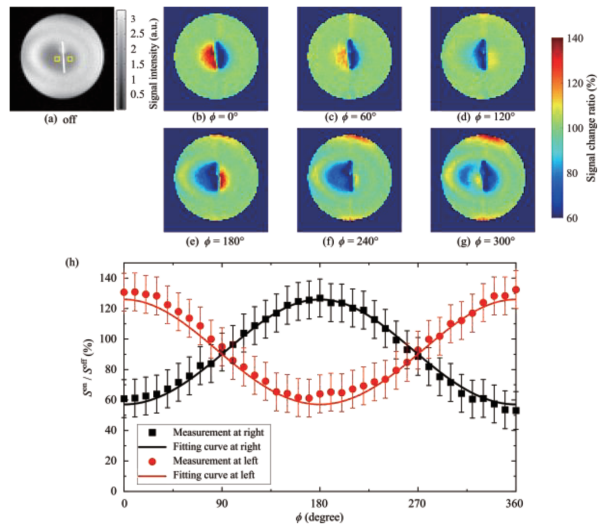 3
2.5
2
1.5
1
0.5
Signal intensity (a.u.)
(a) off
(b) ϕ = 0°
(c) ϕ = 60°
(d) ϕ = 120°
(e) ϕ = 180°
(f) ϕ = 240°
(g) ϕ = 300°
140
120
100
80
60
Signal change ratio (%)
(h)
140
120
100
80
60
40
20
0
S^on / S^off (%)
Measurement at right
Fitting curve at right
Measurement at left
Fitting curve at left
0
90
180
270
360
ϕ (degree)